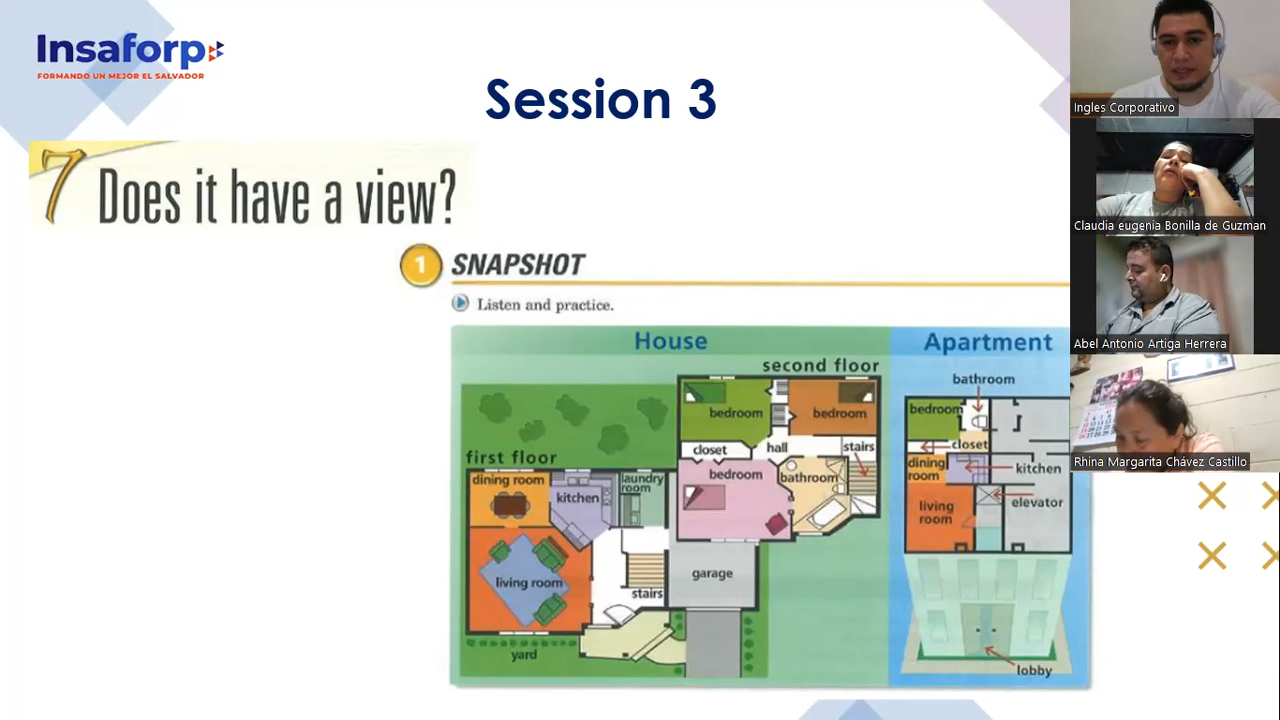 Insaforp
FORMANDO UN MEJOR EL SALVADOR
Session 3
7 Does it have a view?
1 SNAPSHOT
Listen and practice.
House
second floor
bedroom
bedroom
closet
hall
stairs
bedroom
bathroom
first floor
dining room
kitchen
laundry
room
living room
stairs
garage
yard
Apartment
bathroom
bedroom
closet
dining
room
kitchen
living
room
elevator
lobby
Ingles Corporativo
Claudia eugenia Bonilla de Guzman
Abel Antonio Artiga Herrera
Rhina Margarita Chávez Castillo